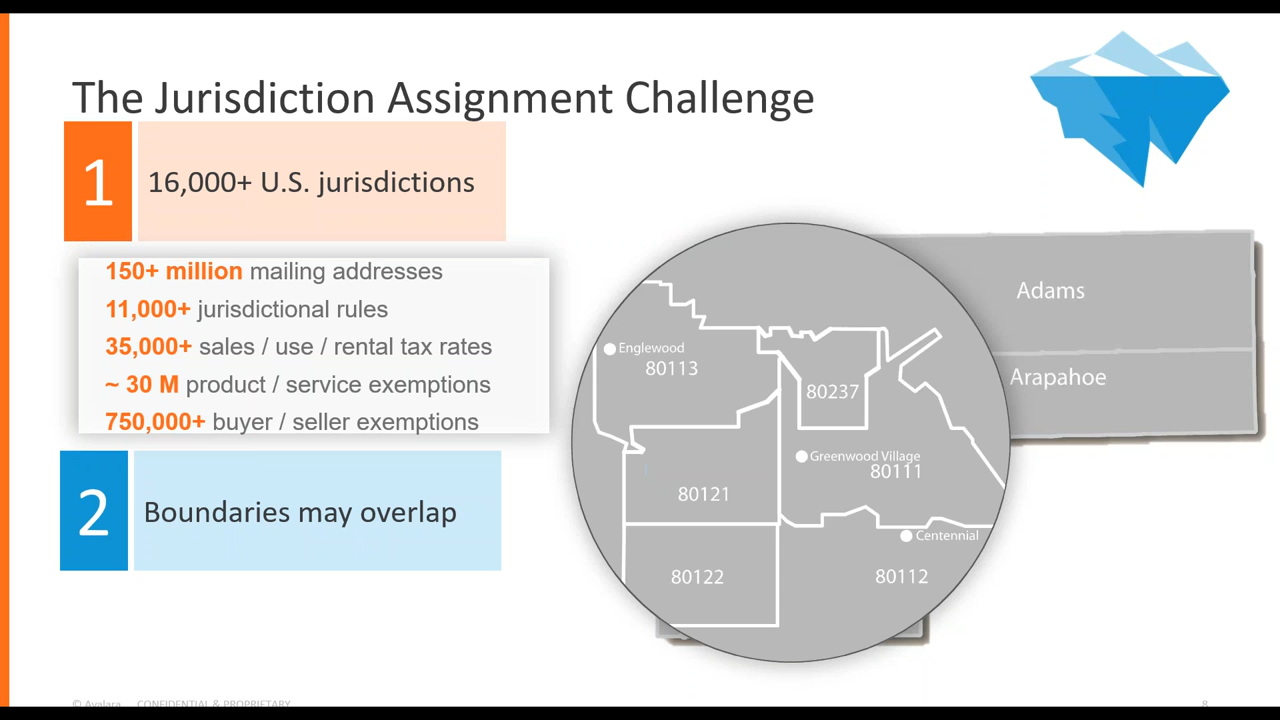 The Jurisdiction Assignment Challenge
1
16,000+ U.S. jurisdictions
150+ million mailing addresses
11,000+ jurisdictional rules
35,000+ sales / use / rental tax rates
~ 30 M product / service exemptions
750,000+ buyer / seller exemptions
2
Boundaries may overlap
Adams
Arapahoe
Englewood
80113
80237
Greenwood Village
80111
80121
Centennial
80122
80112
© Avalara CONFIDENTIAL & PROPRIETARY
8